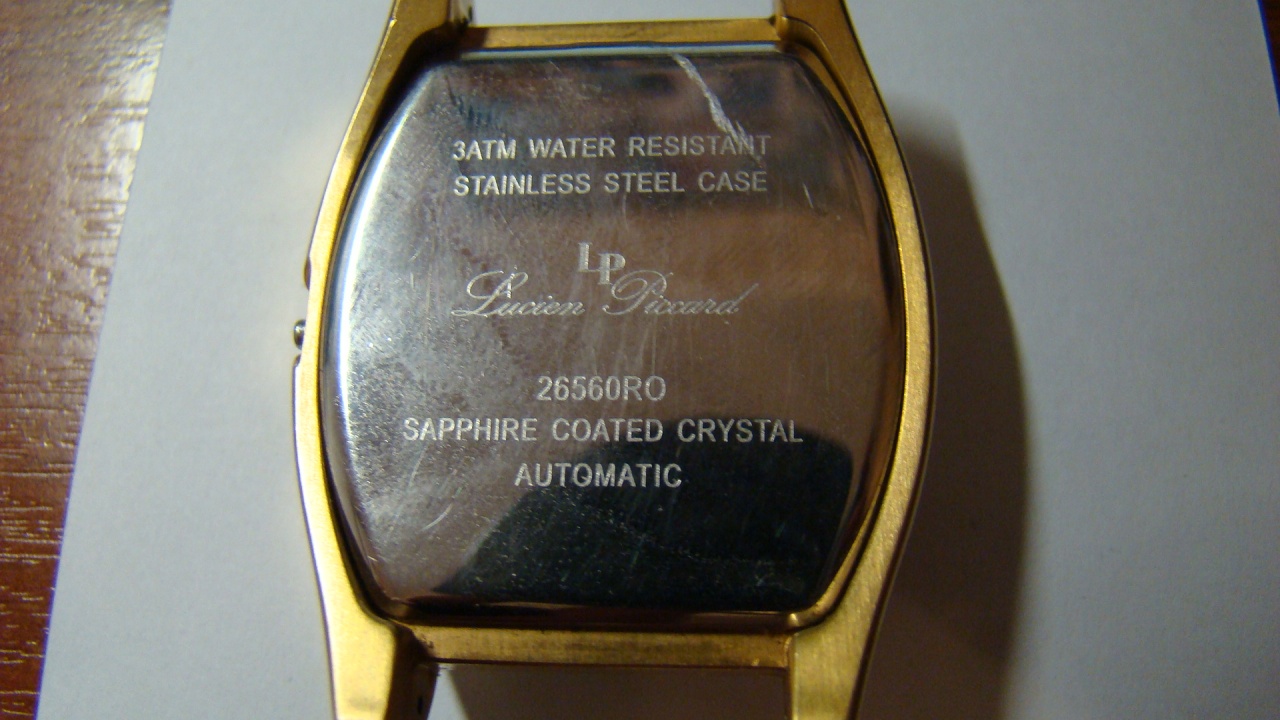 3ATM WATER RESISTANT
STAINLESS STEEL CASE
LP
Lucien Piccard
26560RO
SAPPHIRE COATED CRYSTAL
AUTOMATIC